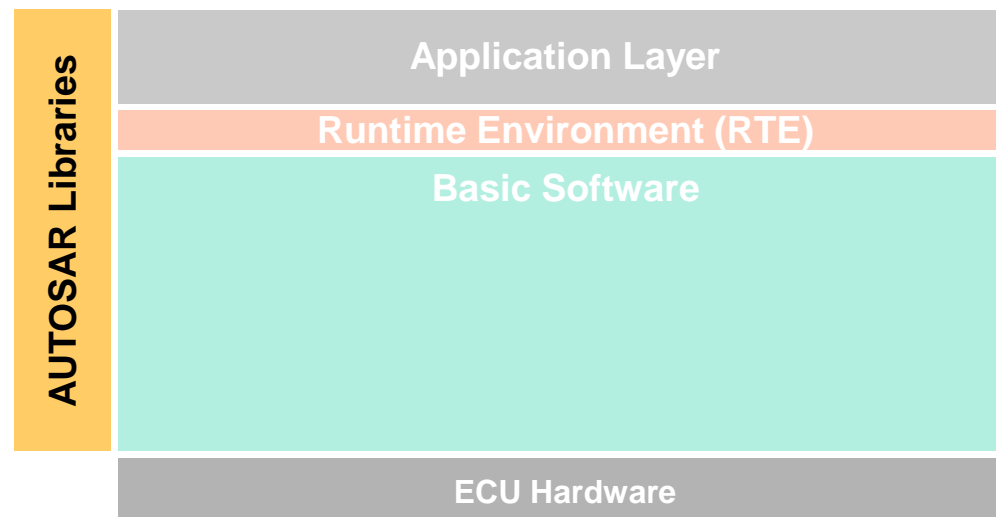 AUTOSAR Libraries
Application Layer
Runtime Environment (RTE)
Basic Software
ECU Hardware